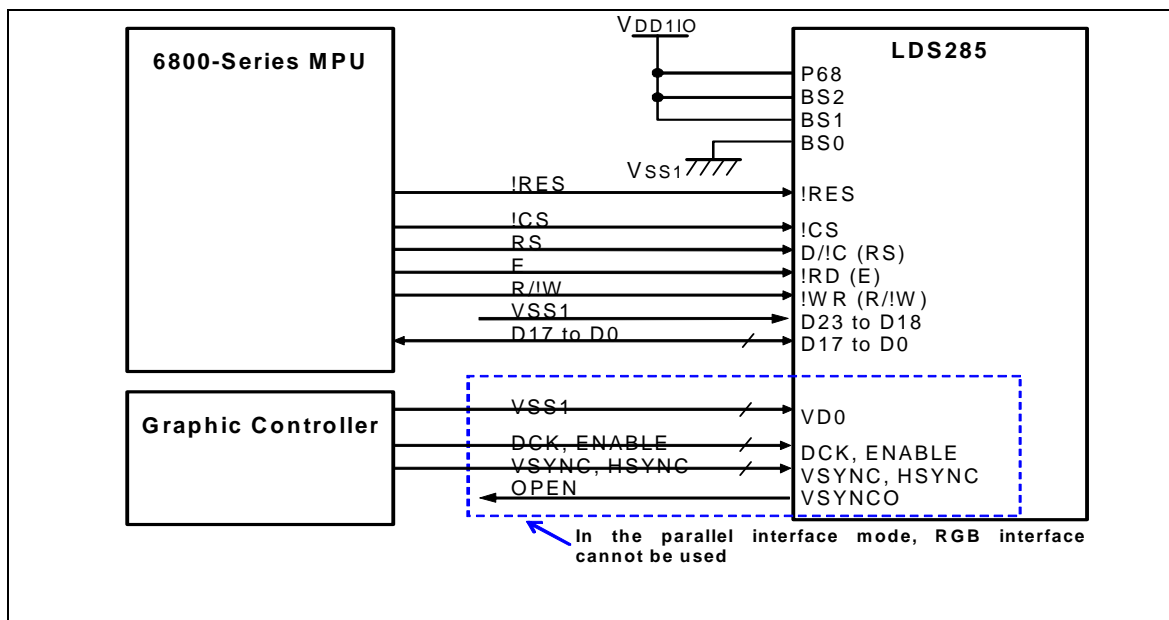 VDD1IO
6800-Series MPU
LDS285
P68
BS2
BS1
BS0
VSS1
!RES
!RES
!CS
!CS
RS
D/!C (RS)
E
!RD (E)
R/!W
!WR (R/!W)
VSS1
D23 to D18
D17 to D0
D17 to D0
Graphic Controller
VSS1
VD0
DCK, ENABLE
DCK, ENABLE
VSYNC, HSYNC
VSYNC, HSYNC
OPEN
VSYNCO
In the parallel interface mode, RGB interface
cannot be used